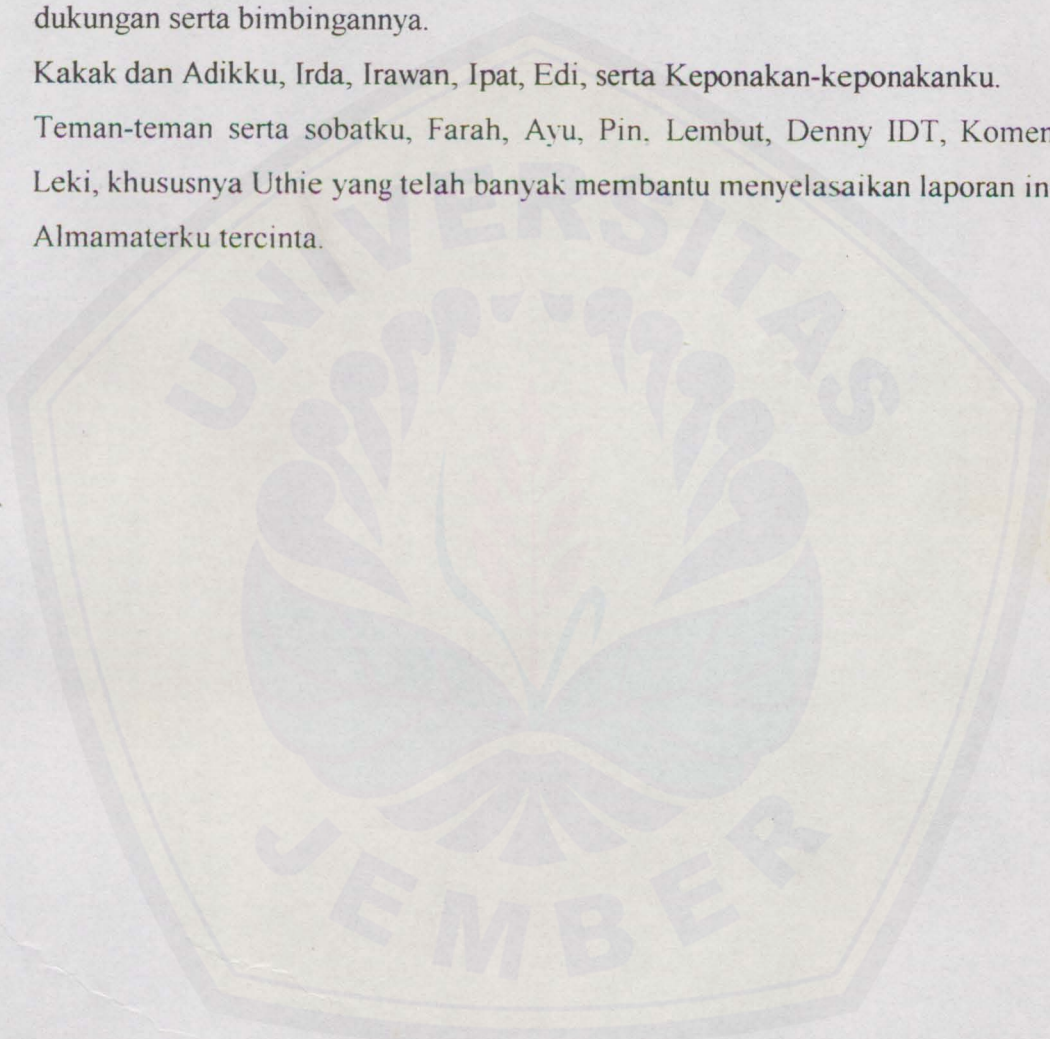 dukungan serta bimbingannya.
Kakak dan Adikku, Irda, Irawan, Ipat, Edi, serta Keponakan-keponakanku.
Teman-teman serta sobatku, Farah, Ayu, Pin, Lembut, Denny IDT, Komen
Leki, khususnya Uthie yang telah banyak membantu menyelasaikan laporan in
Almamaterku tercinta.
UNIVERSITAS
JEMBER